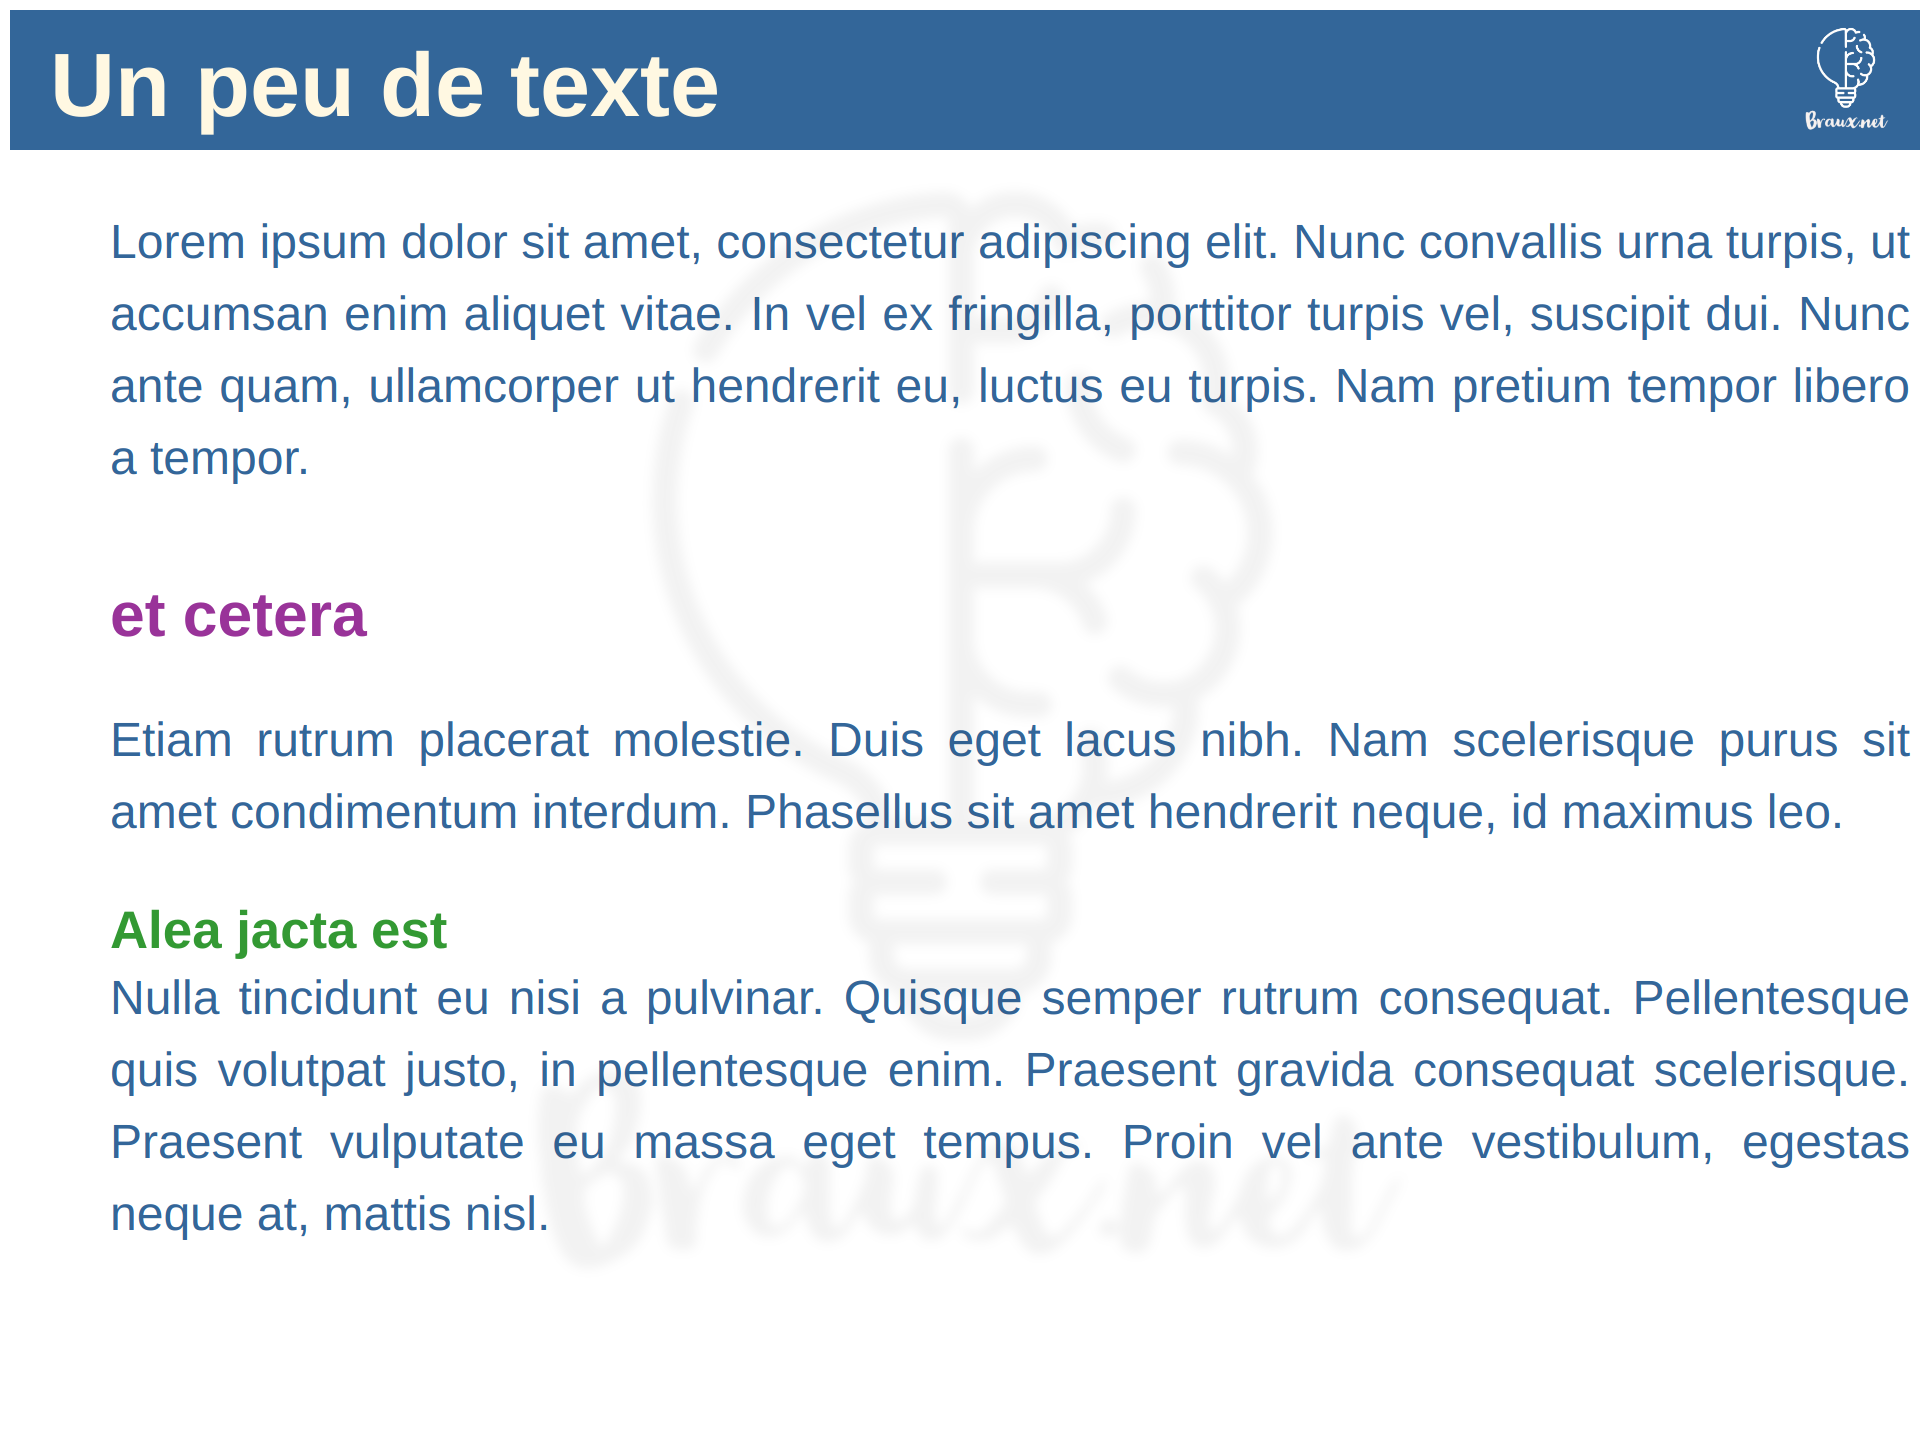 Un peu de texte
Braux.net
Lorem ipsum dolor sit amet, consectetur adipiscing elit. Nunc convallis urna turpis, ut
accumsan enim aliquet vitae. In vel ex fringilla, porttitor turpis vel, suscipit dui. Nunc
ante quam, ullamcorper ut hendrerit eu, luctus eu turpis. Nam pretium tempor libero
a tempor.
et cetera
Etiam rutrum placerat molestie. Duis eget lacus nibh. Nam scelerisque purus sit
amet condimentum interdum. Phasellus sit amet hendrerit neque, id maximus leo.
Alea jacta est
Nulla tincidunt eu nisi a pulvinar. Quisque semper rutrum consequat. Pellentesque
quis volutpat justo, in pellentesque enim. Praesent gravida consequat scelerisque.
Praesent vulputate eu massa eget tempus. Proin vel ante vestibulum, egestas
neque at, mattis nisl.
Braux.net